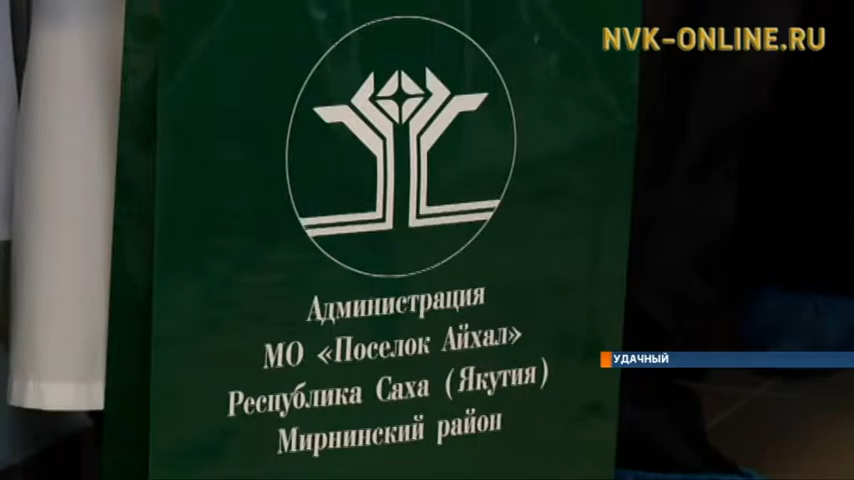 NVK-ONLINE.RU
Администрация
МО «Поселок Айхал»
Республика Саха (Якутия)
Мирнинский район
УДАЧНЫЙ